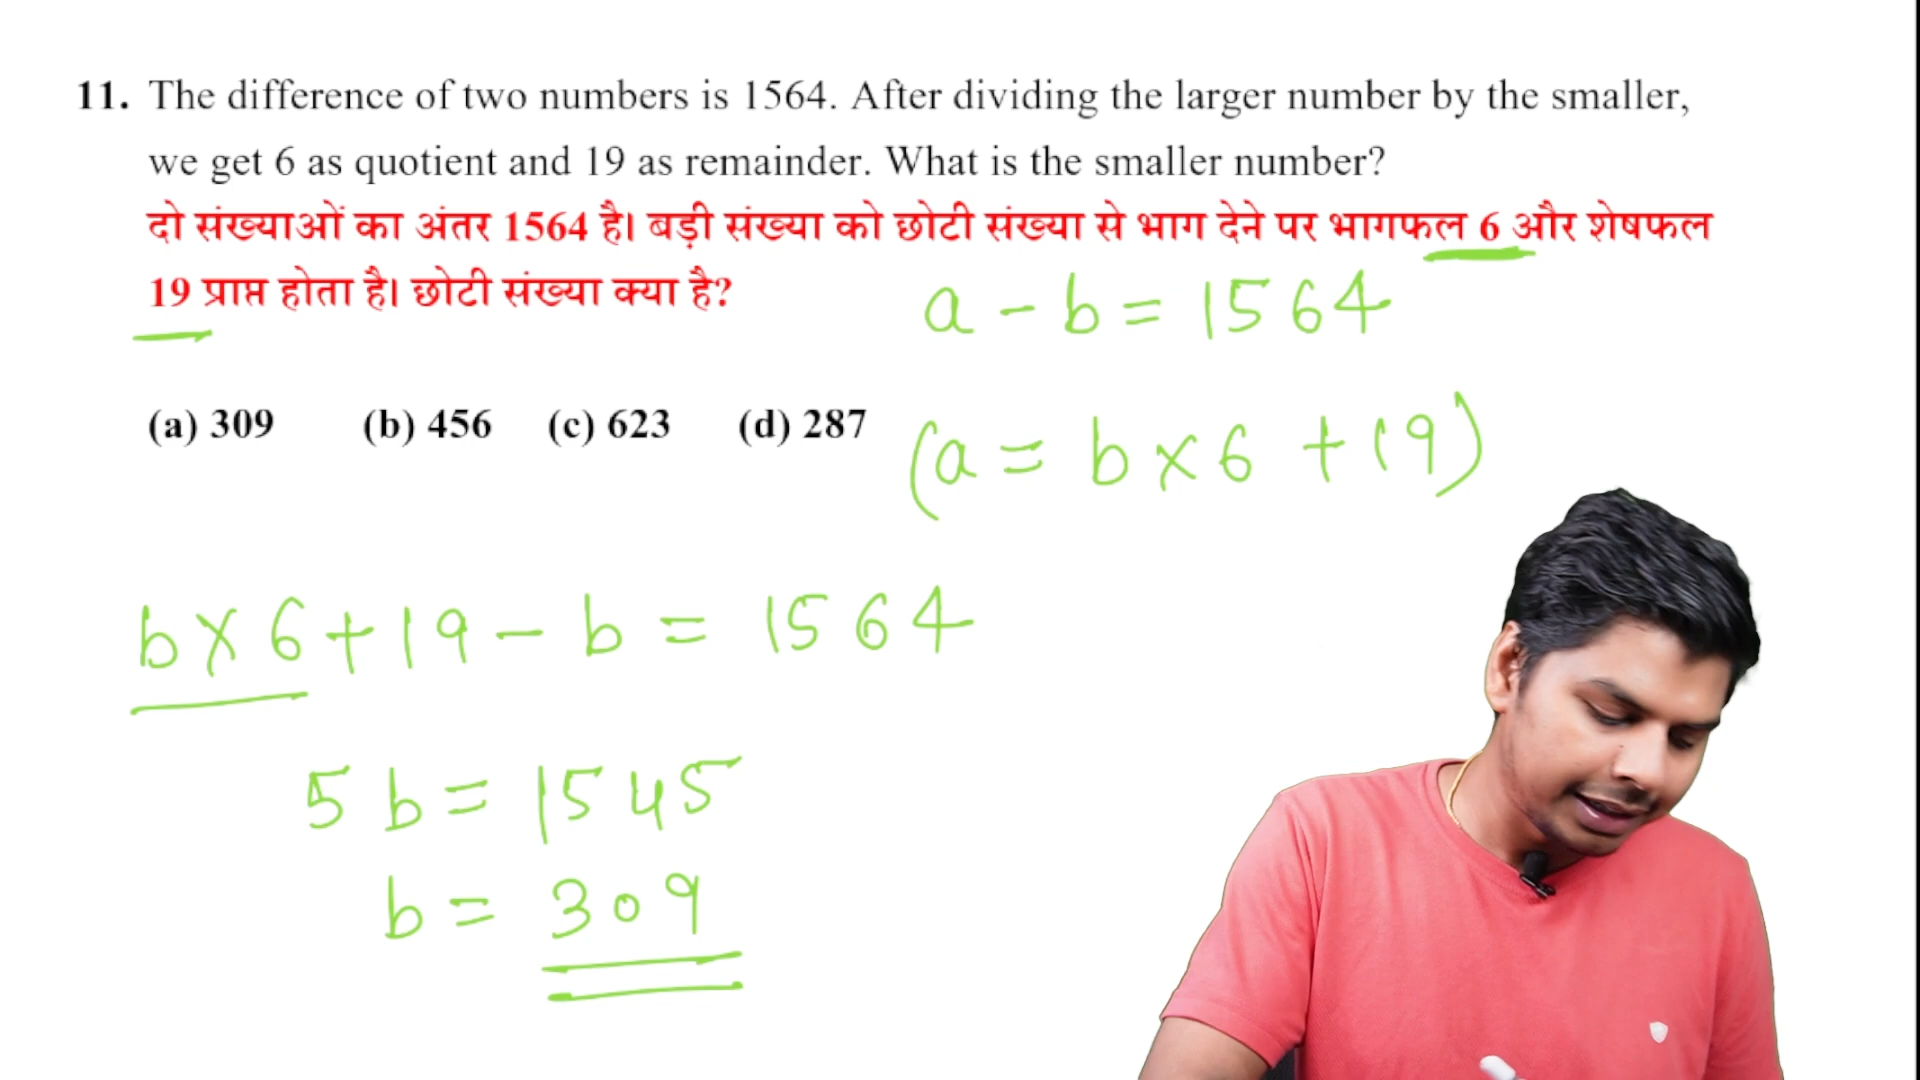 11. The difference of two numbers is 1564. After dividing the larger number by the smaller,
we get 6 as quotient and 19 as remainder. What is the smaller number?
दो संख्याओं का अंतर 1564 है। बड़ी संख्या को छोटी संख्या से भाग देने पर भागफल 6 और शेषफल
19 प्राप्त होता है। छोटी संख्या क्या है?
a - b = 1564
(a) 309 (b) 456 (c) 623 (d) 287
(a = b × 6 + 19)
b × 6 + 19 - b = 1564
5 b = 1545
b = 309